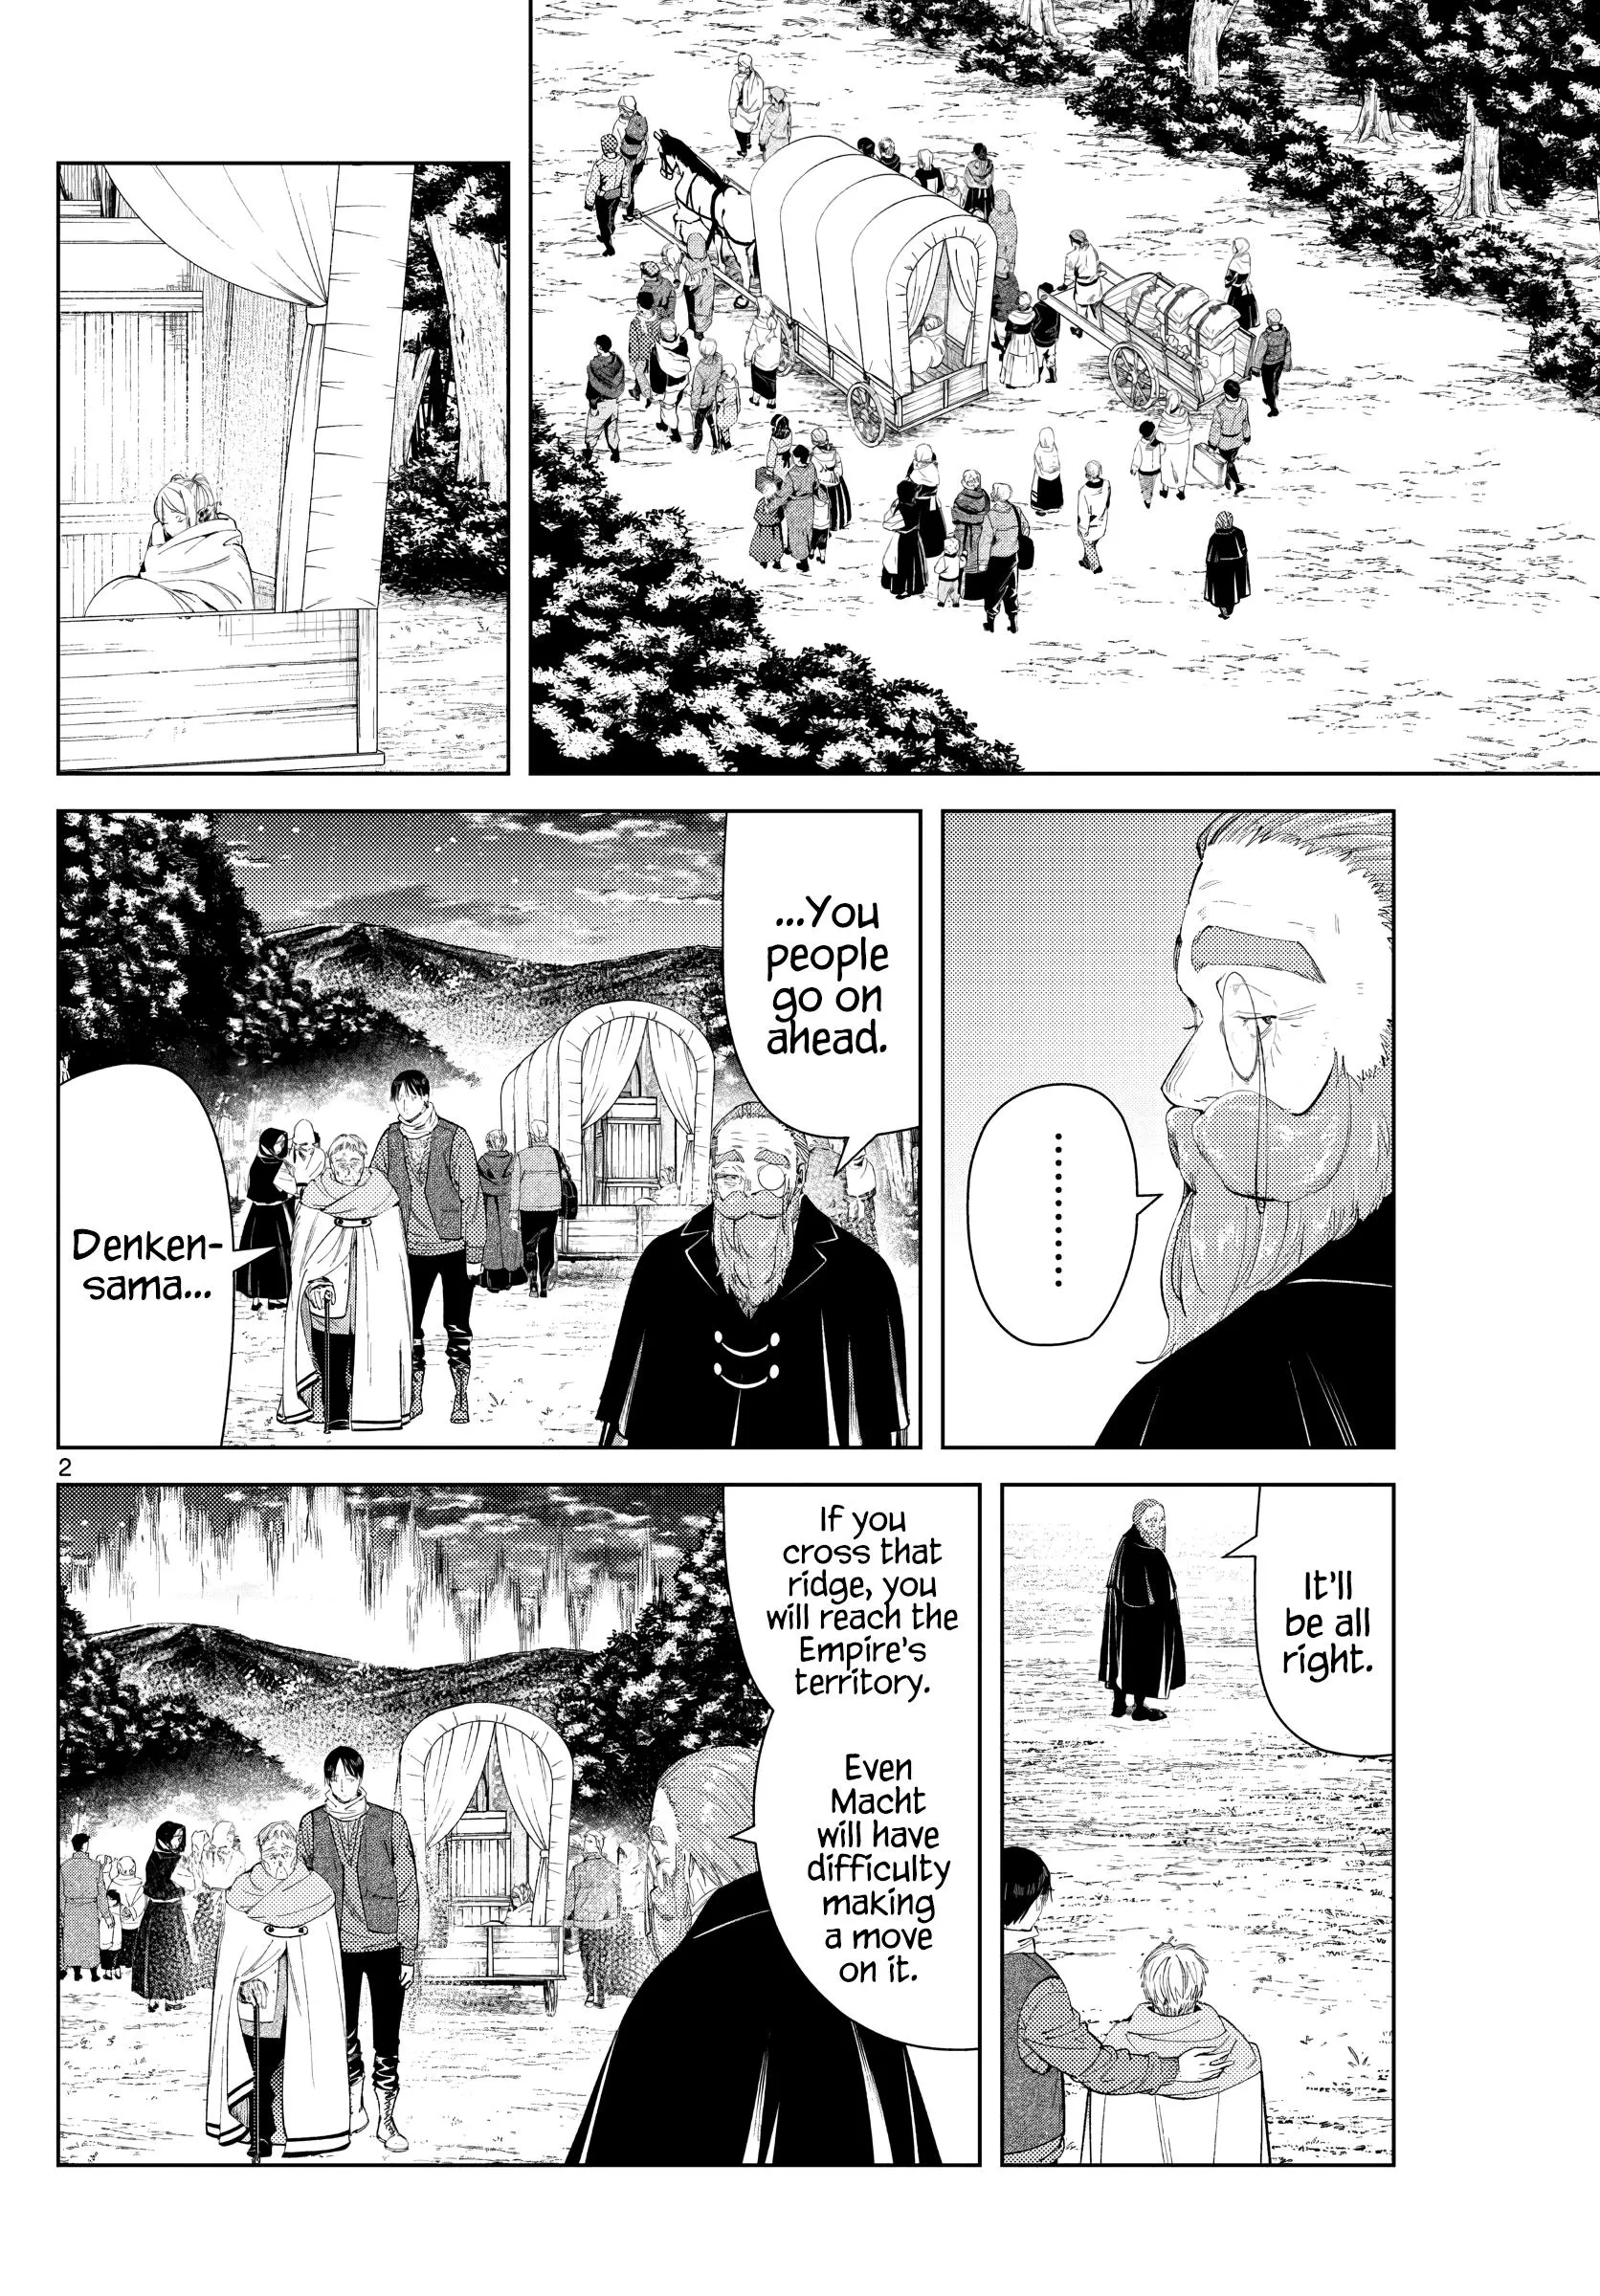 .........
...You
people
go on
ahead.
Denken-
sama...
2
It'll
be all
right.
If you
cross that
ridge, you
will reach the
Empire's
territory.
Even
Macht
will have
difficulty
making
a move
on it.